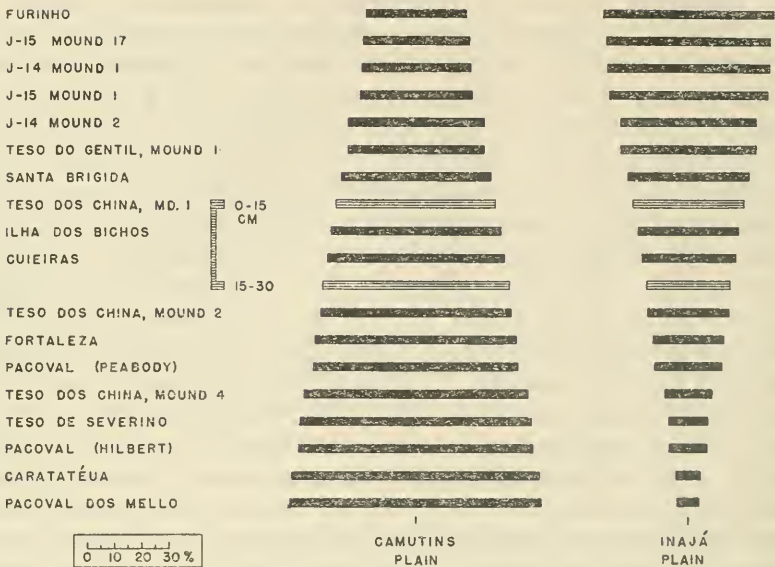 FURINHO
J-15 MOUND 17
J-14 MOUND 1
J-15 MOUND 1
J-14 MOUND 2
TESO DO GENTIL, MOUND 1
SANTA BRIGIDA
TESO DOS CHINA, MD. 1 0-15
CM
ILHA DOS BICHOS
CUIEIRAS
15-30
TESO DOS CHINA, MOUND 2
FORTALEZA
PACOVAL (PEABODY)
TESO DOS CHINA, MOUND 4
TESO DE SEVERINO
PACOVAL (HILBERT)
CARATATÉUA
PACOVAL DOS MELLO
0 10 20 30%
CAMUTINS
PLAIN
INAJÁ
PLAIN